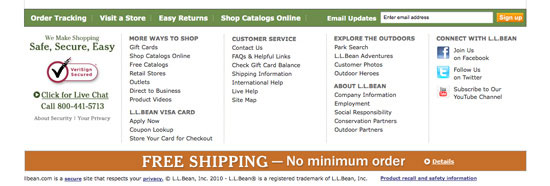 Order Tracking Visit a Store Easy Returns Shop Catalogs Online Email Updates Enter email address Sign up
We Make Shopping
Safe, Secure, Easy
VeriSign
Secured
Click for Live Chat
Call 800-441-5713
About Security / Your Privacy
MORE WAYS TO SHOP
Gift Cards
Shop Catalogs Online
Free Catalogs
Retail Stores
Outlets
Direct to Business
Product Videos
L.L.BEAN VISA CARD
Apply Now
Coupon Lookup
Store Your Card for Checkout
CUSTOMER SERVICE
Contact Us
FAQs & Helpful Links
Check Gift Card Balance
Shipping Information
International Help
Live Help
Site Map
EXPLORE THE OUTDOORS
Park Search
L.L.Bean Adventures
Customer Photos
Outdoor Heroes
ABOUT L.L.BEAN
Company Information
Employment
Social Responsibility
Conservation Partners
Outdoor Partners
CONNECT WITH L.L.BEAN
Join Us
on Facebook
Follow Us
on Twitter
Subscribe to Our
YouTube Channel
FREE SHIPPING — No minimum order Details
llbean.com is a secure site that respects your privacy. © L.L.Bean, Inc. 2010 - L.L.Bean® is a registered trademark of L.L.Bean, Inc. Product recall and safety information